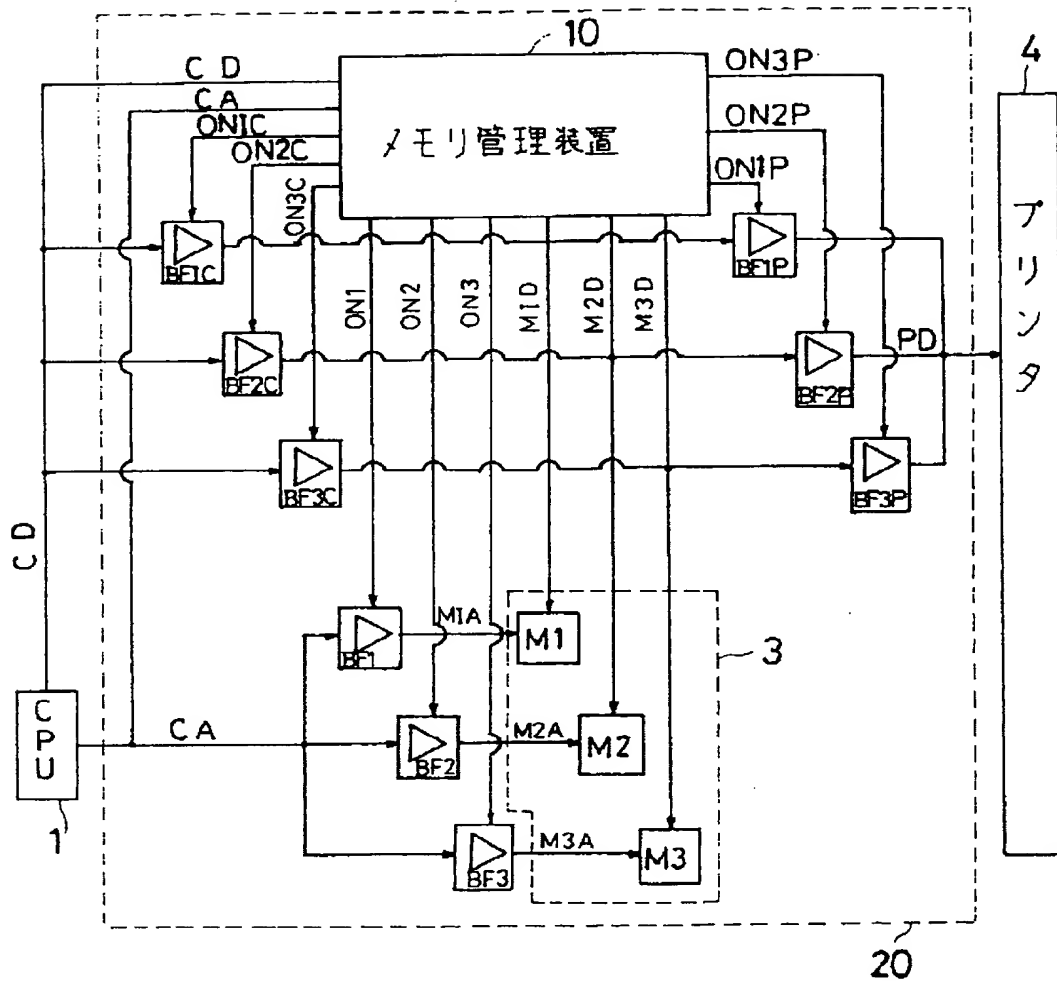 10
4
CD
CA
ON1C
ON2C
ON3C
メモリ管理装置
ON3P
ON2P
ON1P
BF1C
BF1P
ON1
ON2
ON3
M1D
M2D
M3D
BF2C
BF2P
PD
プリンタ
BF3C
BF3P
CD
BF1
M1A
M1
3
CPU
CA
BF2
M2A
M2
1
BF3
M3A
M3
20